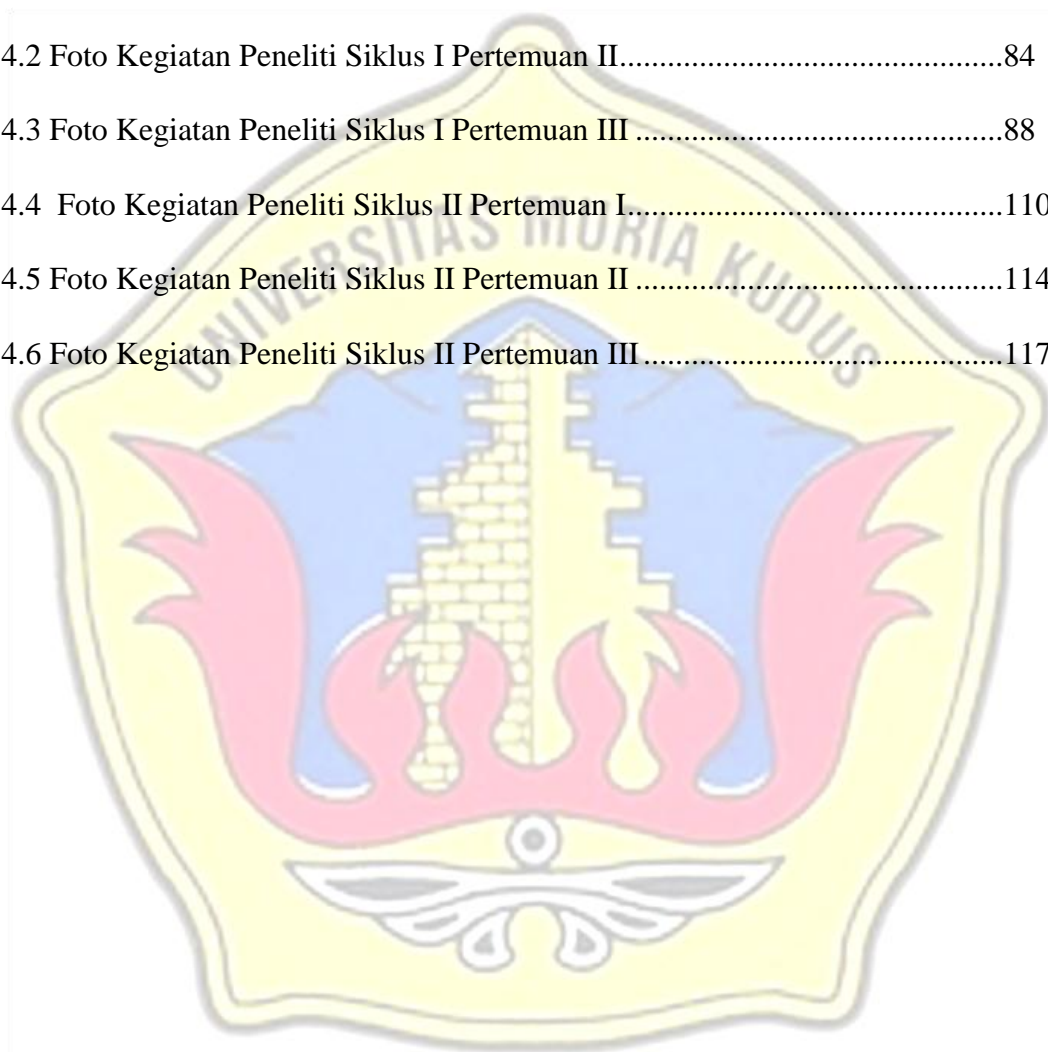 4.2 Foto Kegiatan Peneliti Siklus I Pertemuan II................................................84
4.3 Foto Kegiatan Peneliti Siklus I Pertemuan III ..............................................88
4.4  Foto Kegiatan Peneliti Siklus II Pertemuan I...............................................110
4.5 Foto Kegiatan Peneliti Siklus II Pertemuan II ..............................................114
4.6 Foto Kegiatan Peneliti Siklus II Pertemuan III.............................................117
UNIVERSITAS MURIA KUDUS